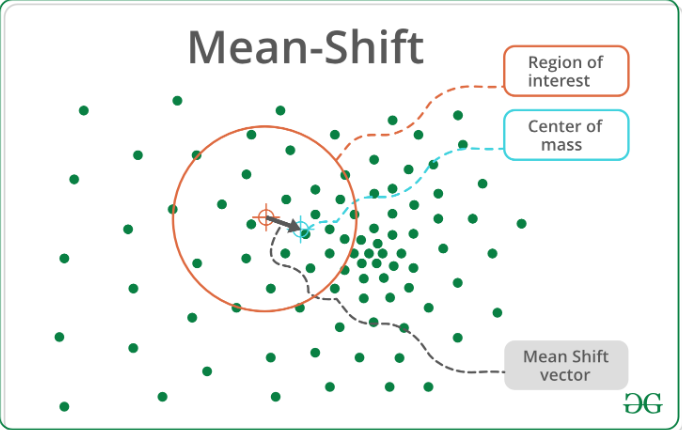 Mean-Shift
Region of
interest
Center of
mass
Mean Shift
vector